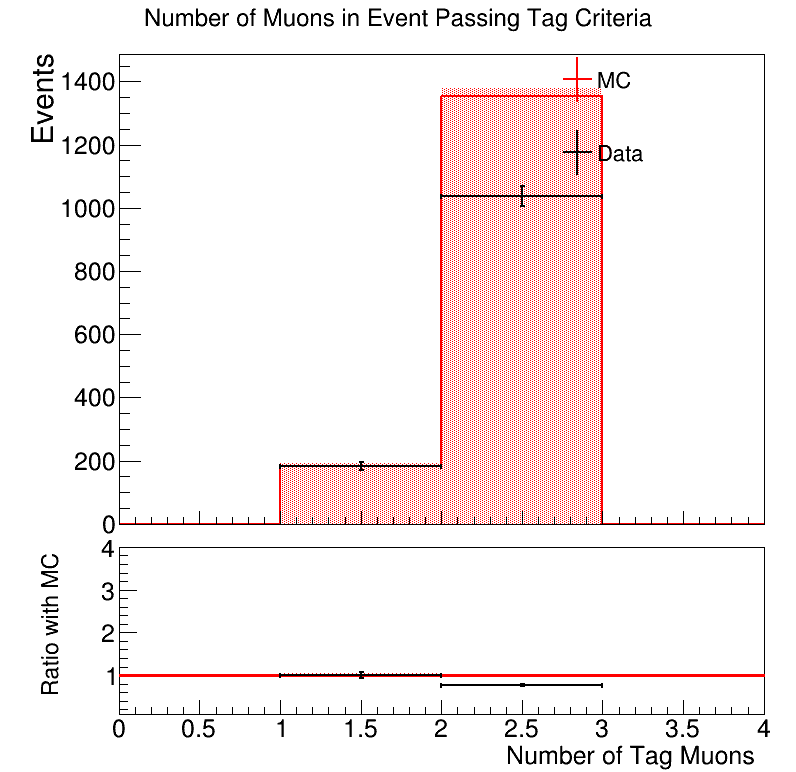 Number of Muons in Event Passing Tag Criteria
Events
1400
1200
1000
800
600
400
200
0
MC
Data
Ratio with MC
4
3
2
1
0 0.5 1 1.5 2 2.5 3 3.5 4
Number of Tag Muons